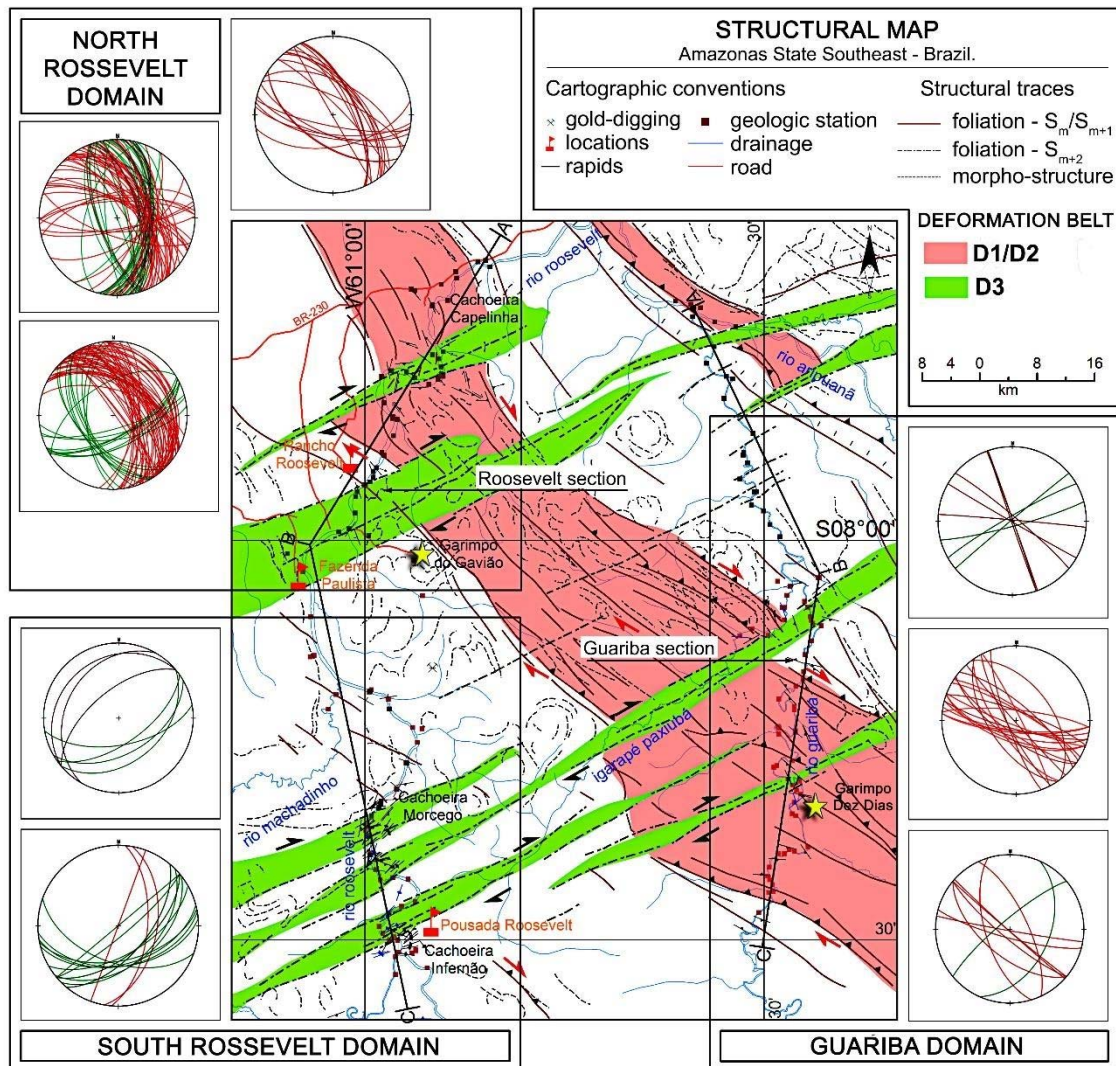 NORTH
ROSSEVELT
DOMAIN
STRUCTURAL MAP
Amazonas State Southeast - Brazil.
Cartographic conventions
Structural traces
gold-digging
geologic station
foliation - Sm/Sm+1
locations
drainage
foliation - Sm+2
rapids
road
morpho-structure
DEFORMATION BELT
D1/D2
D3
8 4 0 8 16
km
N
N
N
N
A
W61°00'
30'
rio roosevelt
A
BR-230
Cachoeira
Capelinha
rio aripuanã
Rancho
Roosevelt
Roosevelt section
S08°00'
B
Garimpo
do Gavião
Fazenda
Paulista
B
Guariba section
igarapé paxiuba
rio guariba
rio machadinho
Cachoeira
Morcego
Garimpo
Dez Dias
rio roosevelt
Pousada Roosevelt
30'
Cachoeira
Infernão
C
C
30'
N
N
N
N
N
SOUTH ROSSEVELT DOMAIN
GUARIBA DOMAIN